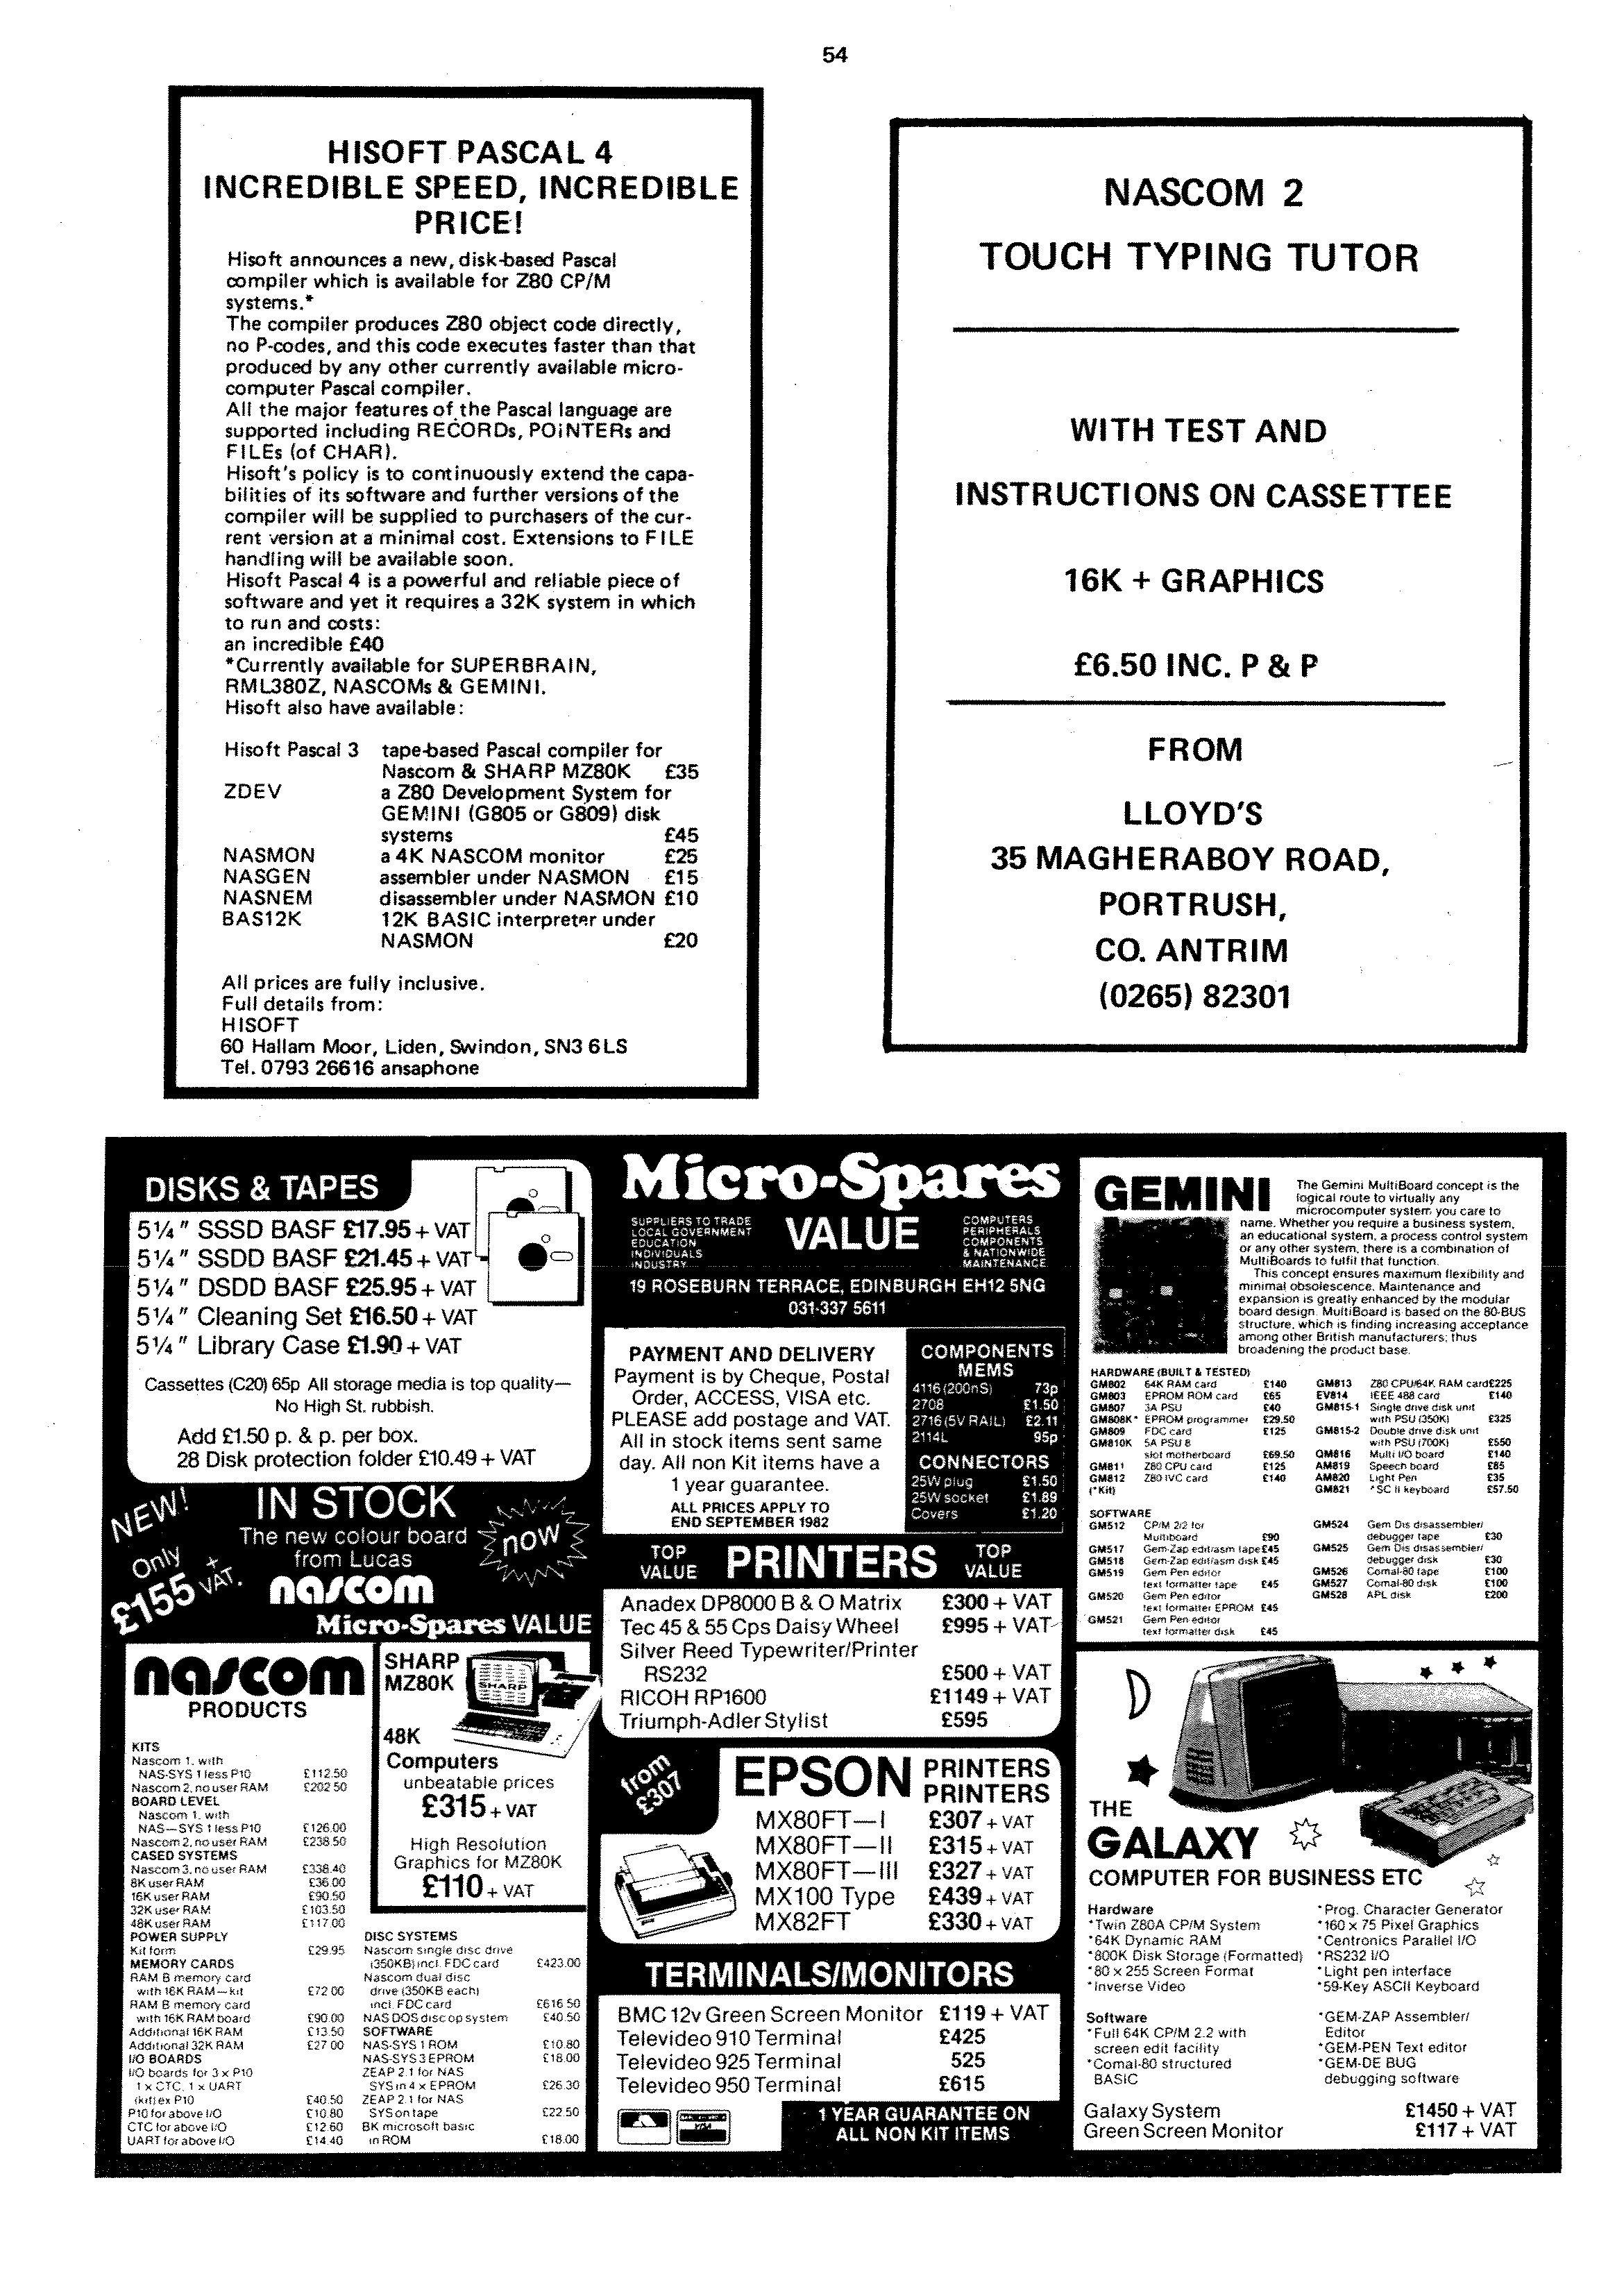 54
HISOFT PASCAL 4
INCREDIBLE SPEED, INCREDIBLE
PRICE!
Hisoft announces a new, disk-based Pascal
compiler which is available for Z80 CP/M
systems.*
The compiler produces Z80 object code directly,
no P-codes, and this code executes faster than that
produced by any other currently available micro-
computer Pascal compiler.
All the major features of the Pascal language are
supported including RECORDs, POINTERs and
FILEs (of CHAR).
Hisoft's policy is to continuously extend the capa-
bilities of its software and further versions of the
compiler will be supplied to purchasers of the cur-
rent version at a minimal cost. Extensions to FILE
handling will be available soon.
Hisoft Pascal 4 is a powerful and reliable piece of
software and yet it requires a 32K system in which
to run and costs:
an incredible £40
*Currently available for SUPERBRAIN,
RML380Z, NASCOMs & GEMINI.
Hisoft also have available:
Hisoft Pascal 3 tape-based Pascal compiler for
Nascom & SHARP MZ80K £35
ZDEV a Z80 Development System for
GEMINI (G805 or G809) disk
systems £45
NASMON a 4K NASCOM monitor £25
NASGEN assembler under NASMON £15
NASNEM disassembler under NASMON £10
BAS12K 12K BASIC interpreter under
NASMON £20
All prices are fully inclusive.
Full details from:
HISOFT
60 Hallam Moor, Liden, Swindon, SN3 6LS
Tel. 0793 26616 ansaphone
NASCOM 2
TOUCH TYPING TUTOR
WITH TEST AND
INSTRUCTIONS ON CASSETTEE
16K + GRAPHICS
£6.50 INC. P & P
FROM
LLOYD'S
35 MAGHERABOY ROAD,
PORTRUSH,
CO. ANTRIM
(0265) 82301
DISKS & TAPES
5¼" SSSD BASF £17.95 + VAT
5¼" SSDD BASF £21.45 + VAT
5¼" DSDD BASF £25.95 + VAT
5¼" Cleaning Set £16.50 + VAT
5¼" Library Case £1.90 + VAT
Cassettes (C20) 65p All storage media is top quality—
No High St. rubbish.
Add £1.50 p. & p. per box.
28 Disk protection folder £10.49 + VAT
NEW!
Only
£155 + VAT.
IN STOCK
The new colour board
from Lucas
now
nascom
Micro-Spares VALUE
nascom
PRODUCTS
KITS
Nascom 1, with
NAS-SYS 1 less P10 £112.50
Nascom 2, no user RAM £202 50
BOARD LEVEL
Nascom 1, with
NAS—SYS 1 less P10 £126.00
Nascom 2, no user RAM £238.50
CASED SYSTEMS
Nascom 3, no user RAM £338.40
8K user RAM £36.00
16K user RAM £90.50
32K user RAM £103.50
48K user RAM £117.00
POWER SUPPLY
Kit form £29.95
MEMORY CARDS
RAM B memory card
with 16K RAM—kit £72 00
RAM B memory card
with 16K RAM board £90.00
Additional 16K RAM £13.50
Additional 32K RAM £27 00
I/O BOARDS
I/O boards for 3 x P10
1 x CTC, 1 x UART
(kit) ex P10 £40.50
P10 for above I/O £10.80
CTC for above I/O £12.60
UART for above I/O £14.40
SHARP
MZ80K
SHARP
48K
Computers
unbeatable prices
£315 + VAT
High Resolution
Graphics for MZ80K
£110 + VAT
DISC SYSTEMS
Nascom single disc drive
(350KB) incl. FDC card £423.00
Nascom dual disc
drive (350KB each)
incl. FDC card £616 50
NAS DOS disc op system £40.50
SOFTWARE
NAS-SYS 1 ROM £10.80
NAS-SYS 3 EPROM £18.00
ZEAP 2.1 for NAS
SYS in 4 x EPROM £26.30
ZEAP 2.1 for NAS
SYS on tape £22.50
8K microsoft basic
in ROM £18.00
Micro-Spares
SUPPLIERS TO TRADE
LOCAL GOVERNMENT
EDUCATION
INDIVIDUALS
INDUSTRY
VALUE
COMPUTERS
PERIPHERALS
COMPONENTS
& NATIONWIDE
MAINTENANCE
19 ROSEBURN TERRACE, EDINBURGH EH12 5NG
031-337 5611
PAYMENT AND DELIVERY
Payment is by Cheque, Postal
Order, ACCESS, VISA etc.
PLEASE add postage and VAT.
All in stock items sent same
day. All non Kit items have a
1 year guarantee.
ALL PRICES APPLY TO
END SEPTEMBER 1982
COMPONENTS
MEMS
4116 (200nS) 73p
2708 £1.50
2716 (5V RAIL) £2.11
2114L 95p
CONNECTORS
25W plug £1.50
25W socket £1.89
Covers £1.20
TOP
VALUE
PRINTERS
TOP
VALUE
Anadex DP8000 B & O Matrix £300 + VAT
Tec 45 & 55 Cps Daisy Wheel £995 + VAT
Silver Reed Typewriter/Printer
RS232 £500 + VAT
RICOH RP1600 £1149 + VAT
Triumph-Adler Stylist £595
from
£307
EPSON PRINTERS
PRINTERS
MX80FT—I £307 + VAT
MX80FT—II £315 + VAT
MX80FT—III £327 + VAT
MX100 Type £439 + VAT
MX82FT £330 + VAT
TERMINALS/MONITORS
BMC 12v Green Screen Monitor £119 + VAT
Televideo 910 Terminal £425
Televideo 925 Terminal 525
Televideo 950 Terminal £615
VISA
1 YEAR GUARANTEE ON
ALL NON KIT ITEMS
GEMINI
The Gemini MultiBoard concept is the
logical route to virtually any
microcomputer system you care to
name. Whether you require a business system,
an educational system, a process control system
or any other system, there is a combination of
MultiBoards to fulfil that function.
This concept ensures maximum flexibility and
minimal obsolescence. Maintenance and
expansion is greatly enhanced by the modular
board design. MultiBoard is based on the 80-BUS
structure, which is finding increasing acceptance
among other British manufacturers; thus
broadening the product base.
HARDWARE (BUILT & TESTED)
GM802 64K RAM card £140
GM803 EPROM ROM card £65
GM807 3A PSU £40
GM808K* EPROM programmer £29.50
GM809 FDC card £125
GM810K 5A PSU 8
slot motherboard £69.50
GM811 Z80 CPU card £125
GM812 Z80 IVC card £140
(*Kit)
GM813 Z80 CPU/64K RAM card £225
EV814 IEEE 488 card £140
GM815-1 Single drive disk unit
with PSU (350K) £325
GM815-2 Double drive disk unit
with PSU (700K) £550
GM816 Multi I/O board £140
AM819 Speech board £85
AM820 Light Pen £35
GM821 *SC II keyboard £57.50
SOFTWARE
GM512 CP/M 2/2 for
Multiboard £90
GM517 Gem-Zap edit/asm tape £45
GM518 Gem-Zap edit/asm disk £45
GM519 Gem Pen editor
text formatter tape £45
GM520 Gem Pen editor
text formatter EPROM £45
GM521 Gem Pen editor
text formatter disk £45
GM524 Gem Dis disassembler/
debugger tape £30
GM525 Gem Dis disassembler/
debugger disk £30
GM526 Comal-80 tape £100
GM527 Comal-80 disk £100
GM528 APL disk £200
THE
GALAXY
COMPUTER FOR BUSINESS ETC
Hardware
*Twin Z80A CP/M System
*64K Dynamic RAM
*800K Disk Storage (Formatted)
*80 x 255 Screen Format
*Inverse Video
*Prog. Character Generator
*160 x 75 Pixel Graphics
*Centronics Parallel I/O
*RS232 I/O
*Light pen interface
*59-Key ASCII Keyboard
Software
*Full 64K CP/M 2.2 with
screen edit facility
*Comal-80 structured
BASIC
*GEM-ZAP Assembler/
Editor
*GEM-PEN Text editor
*GEM-DE BUG
debugging software
Galaxy System £1450 + VAT
Green Screen Monitor £117 + VAT